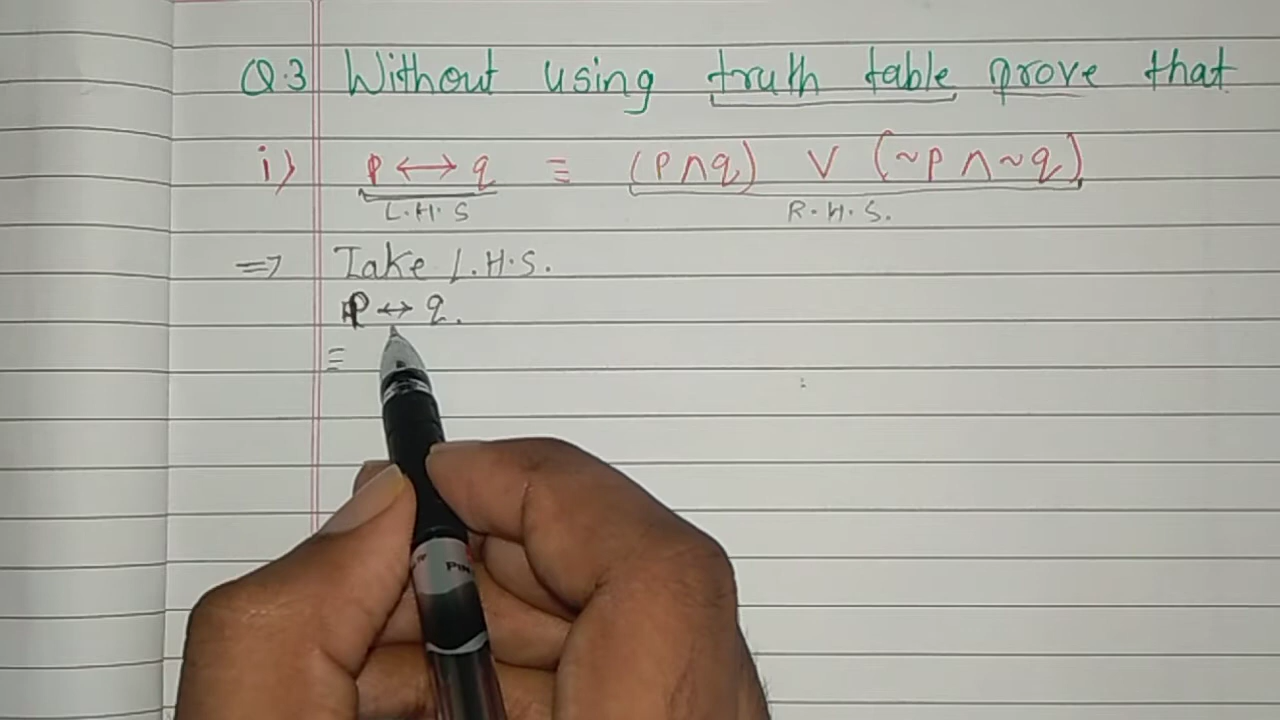 Q.3 Without using truth table prove that
i) p ↔ q ≡ (p ∧ q) ∨ (~p ∧ ~q)
L.H.S R.H.S.
⇒ Take L.H.S.
P ↔ q.
≡